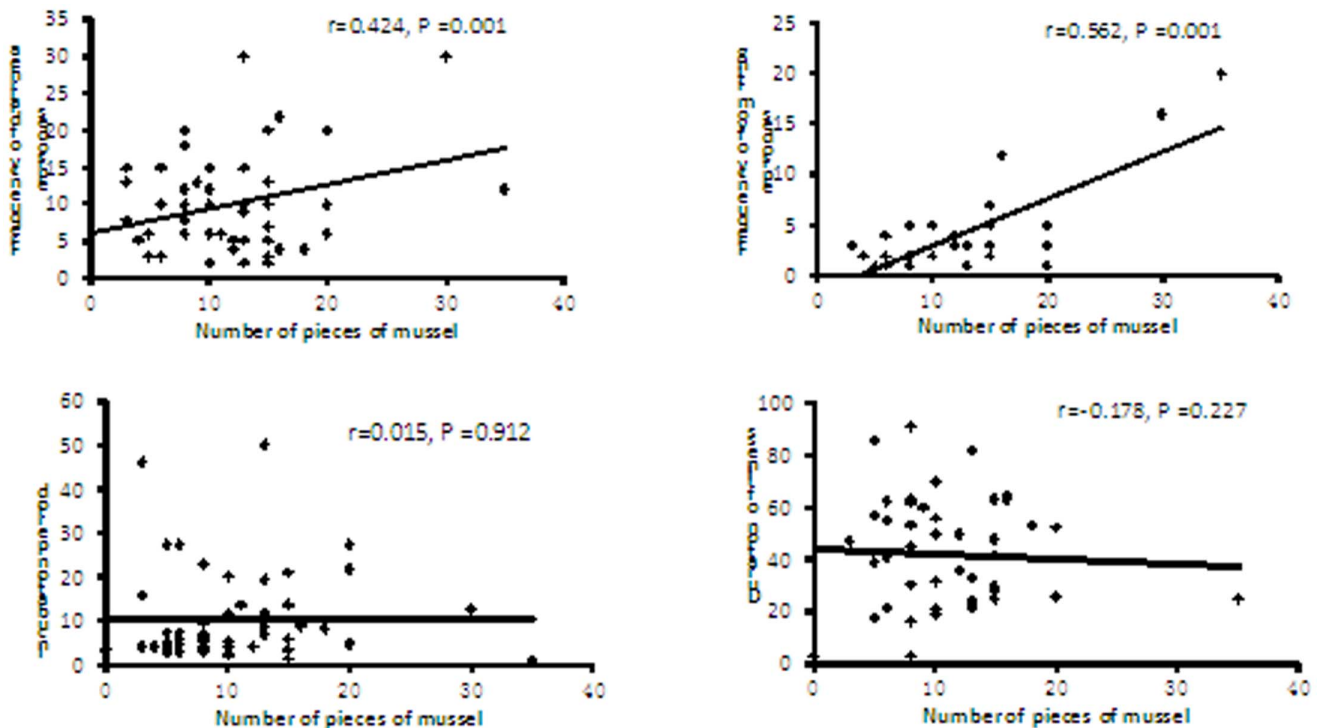 r=0.424, P =0.001
35
30
25
20
15
10
5
0
0 10 20 30 40
Number of pieces of mussel
r=0.562, P =0.001
25
20
15
10
5
0
0 10 20 30 40
Number of pieces of mussel
r=0.015, P =0.912
60
50
40
30
20
10
0
0 10 20 30 40
Number of pieces of mussel
r=-0.178, P =0.227
100
80
60
40
20
0
0 10 20 30 40
Number of pieces of mussel